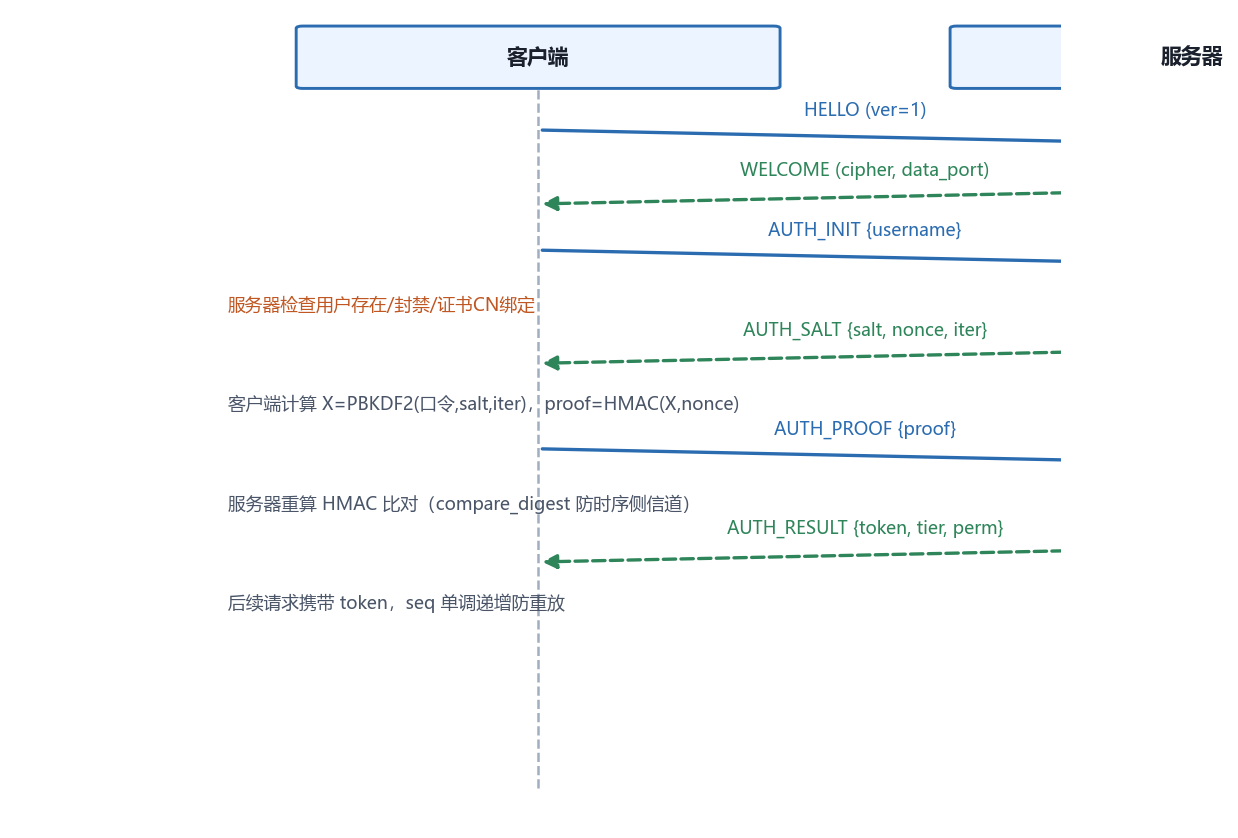 客户端
服务器
HELLO (ver=1)
WELCOME (cipher, data_port)
AUTH_INIT {username}
服务器检查用户存在/封禁/证书CN绑定
AUTH_SALT {salt, nonce, iter}
客户端计算 X=PBKDF2(口令,salt,iter)，proof=HMAC(X,nonce)
AUTH_PROOF {proof}
服务器重算 HMAC 比对（compare_digest 防时序侧信道）
AUTH_RESULT {token, tier, perm}
后续请求携带 token，seq 单调递增防重放